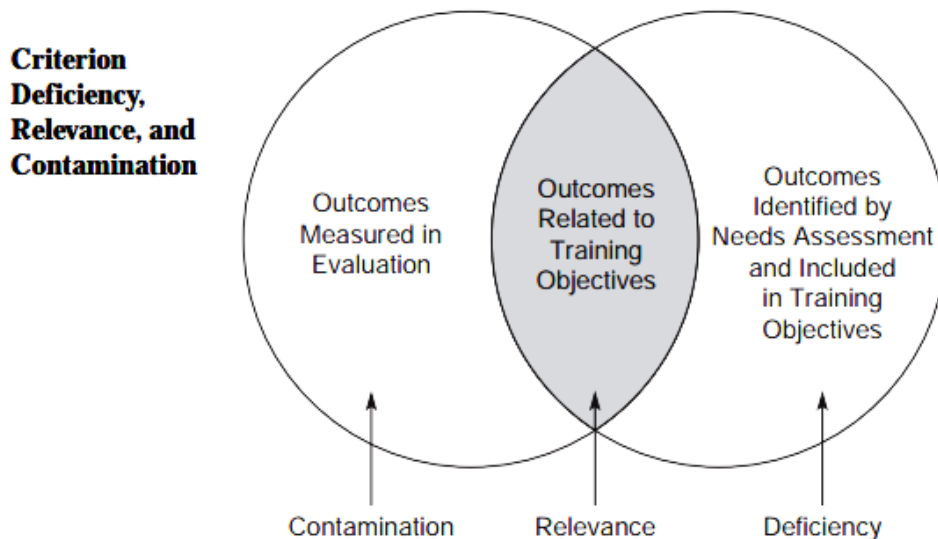 Criterion
Deficiency,
Relevance, and
Contamination
Outcomes
Measured in
Evaluation
Outcomes
Related to
Training
Objectives
Outcomes
Identified by
Needs Assessment
and Included
in Training
Objectives
Contamination
Relevance
Deficiency